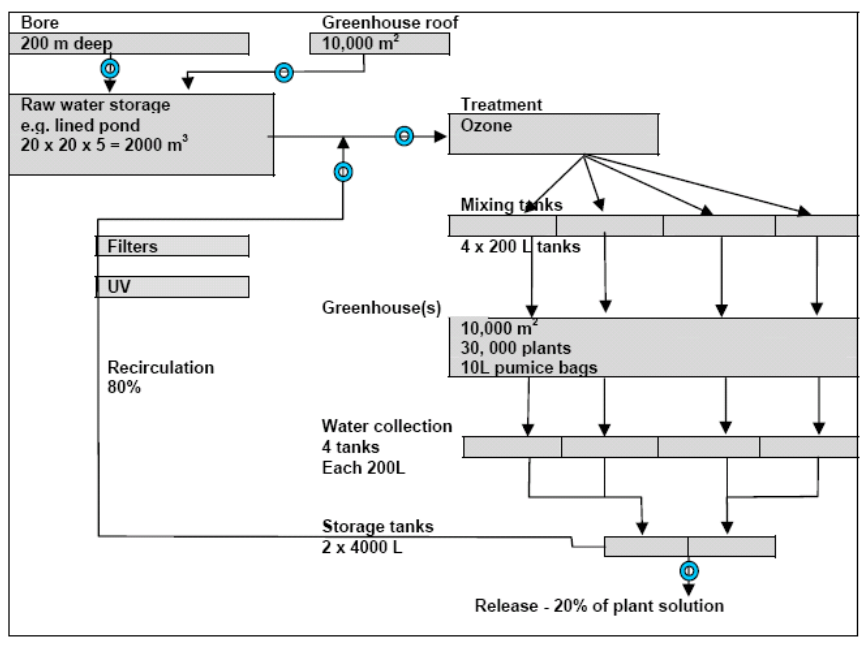 Bore
200 m deep
Greenhouse roof
10,000 m²
Raw water storage
e.g. lined pond
20 x 20 x 5 = 2000 m³
Treatment
Ozone
Mixing tanks
4 x 200 L tanks
Filters
UV
Greenhouse(s)
10,000 m²
30, 000 plants
10L pumice bags
Recirculation
80%
Water collection
4 tanks
Each 200L
Storage tanks
2 x 4000 L
Release - 20% of plant solution